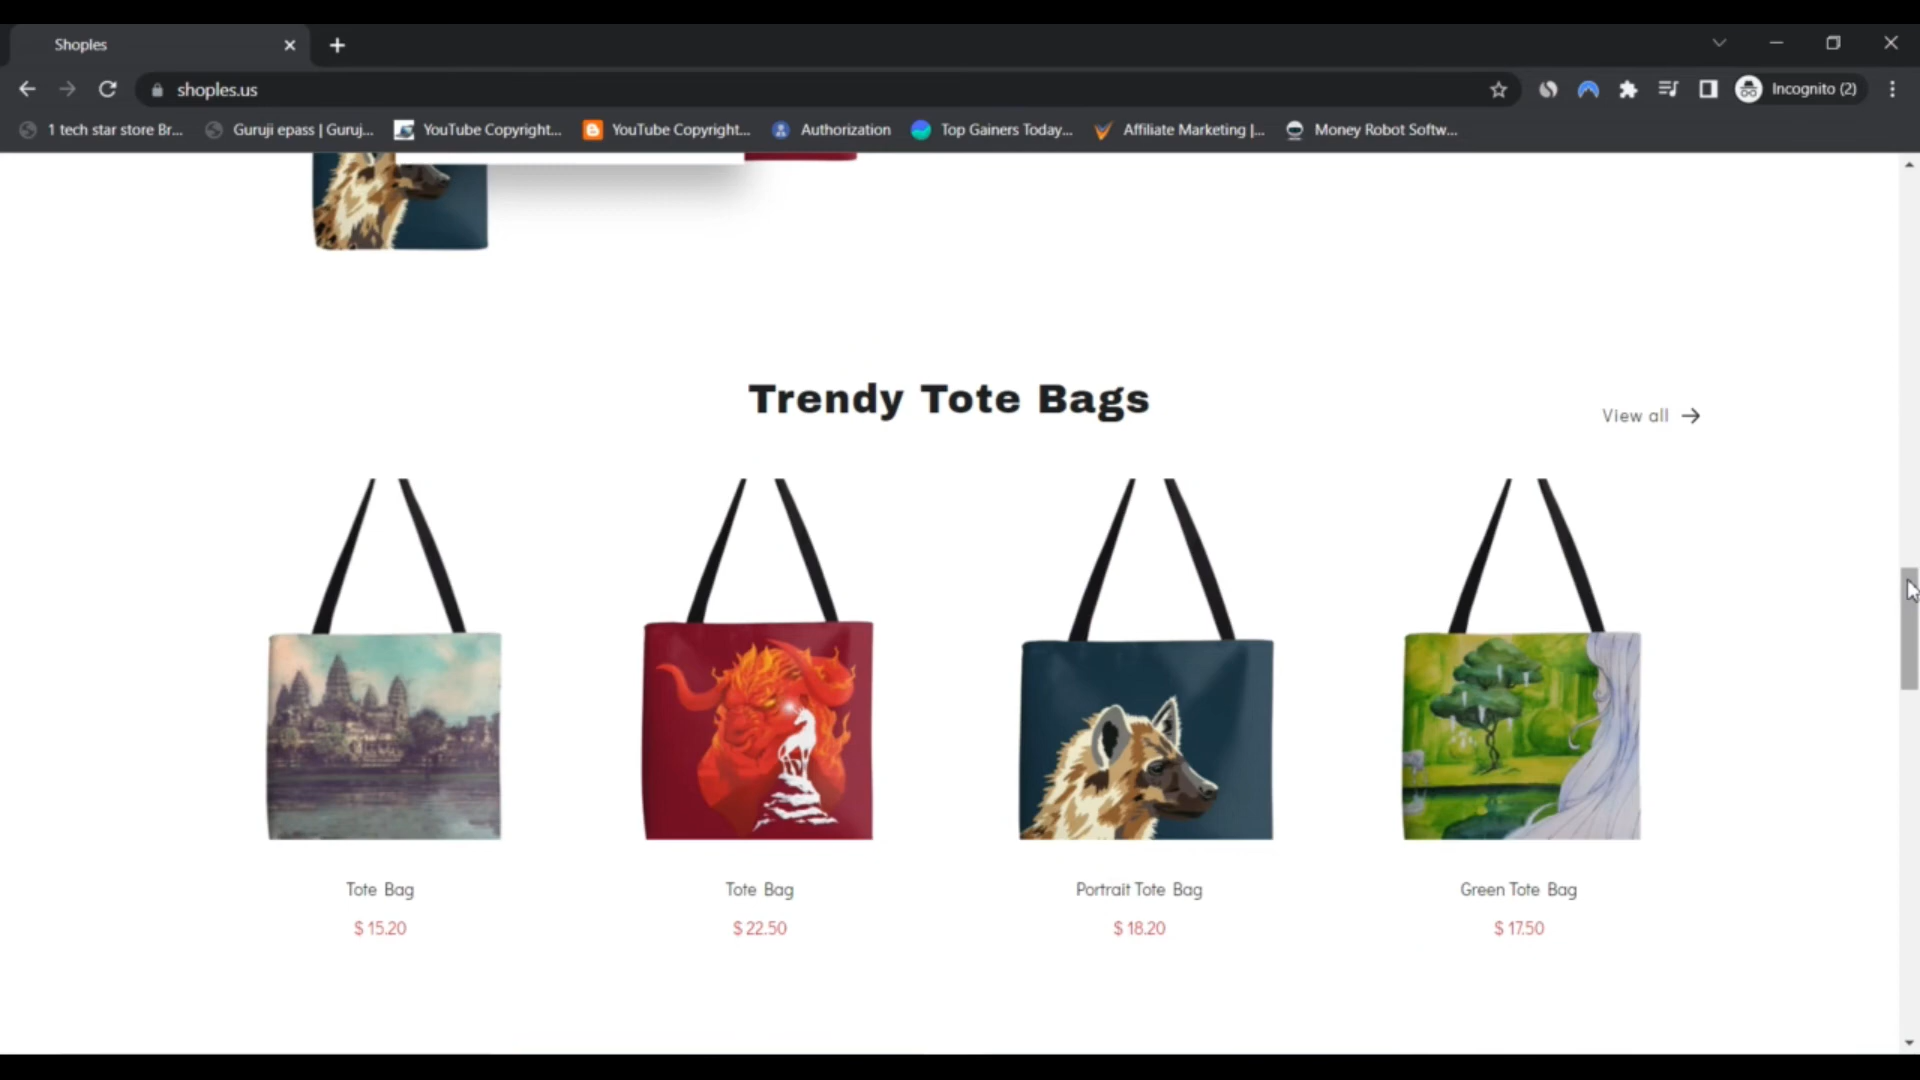 Shoples
shoples.us
Incognito (2)
1 tech star store Br...
Guruji epass | Guruj...
YouTube Copyright...
YouTube Copyright...
Authorization
Top Gainers Today...
Affiliate Marketing |...
Money Robot Softw...
Trendy Tote Bags
View all
Tote Bag
Tote Bag
Portrait Tote Bag
Green Tote Bag
$ 15.20
$ 22.50
$ 18.20
$ 17.50